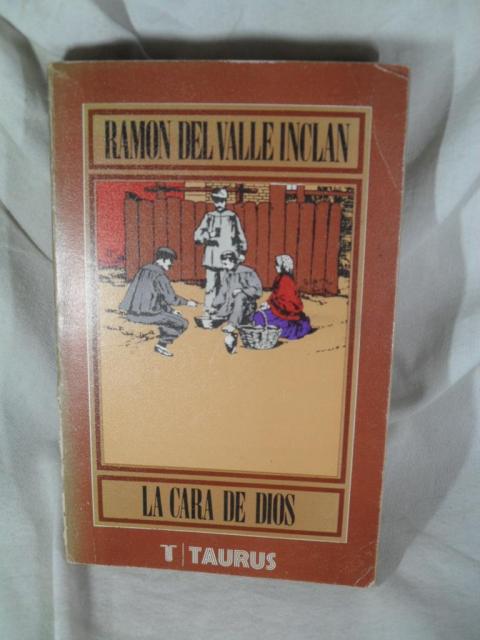 RAMON DEL VALLE INCLAN
LA CARA DE DIOS
T | TAURUS